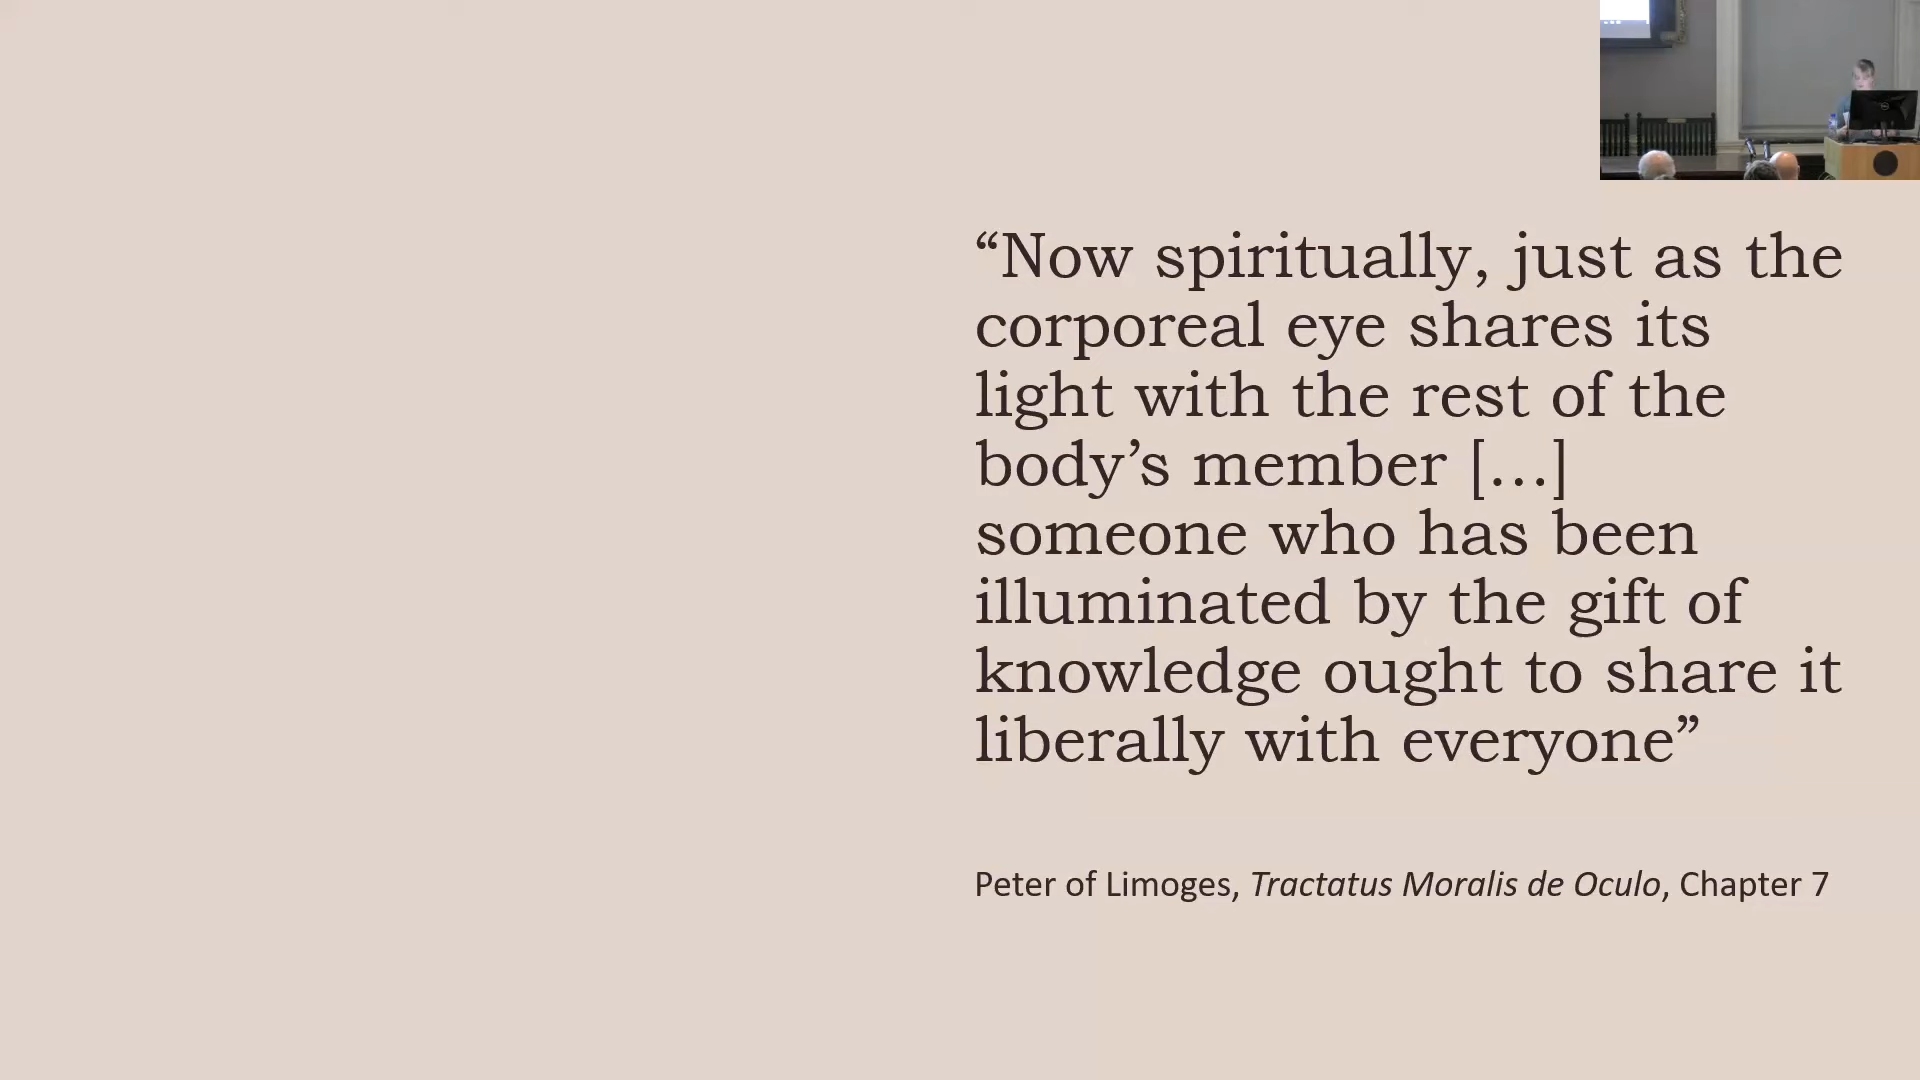 “Now spiritually, just as the
corporeal eye shares its
light with the rest of the
body’s member […]
someone who has been
illuminated by the gift of
knowledge ought to share it
liberally with everyone”
Peter of Limoges, Tractatus Moralis de Oculo, Chapter 7